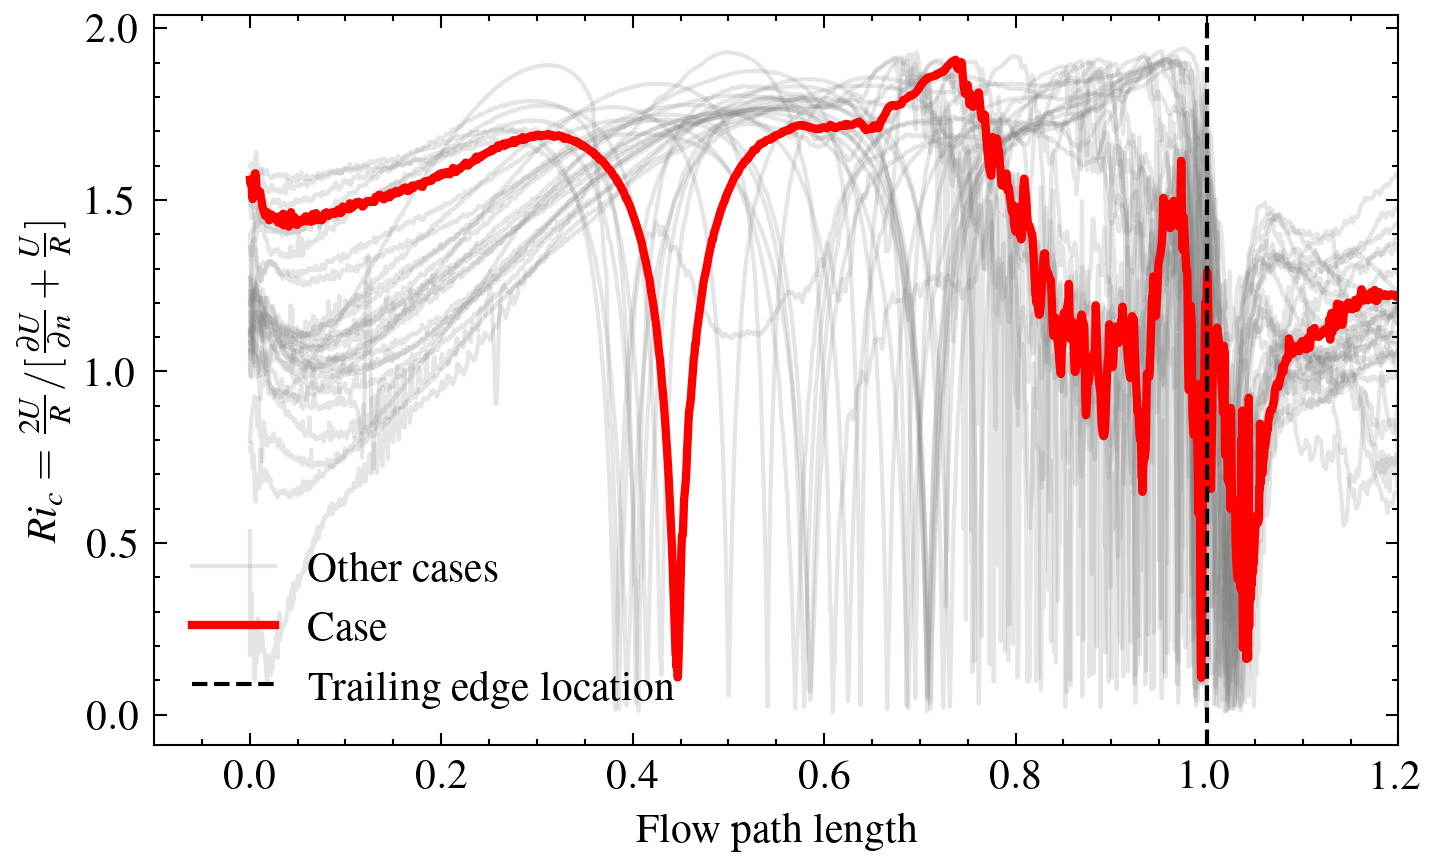 2.0
1.5
1.0
0.5
0.0
Ri_c = \frac{2U}{R} / [\frac{∂U}{∂n} + \frac{U}{R}]
Other cases
Case
Trailing edge location
0.0 0.2 0.4 0.6 0.8 1.0 1.2
Flow path length